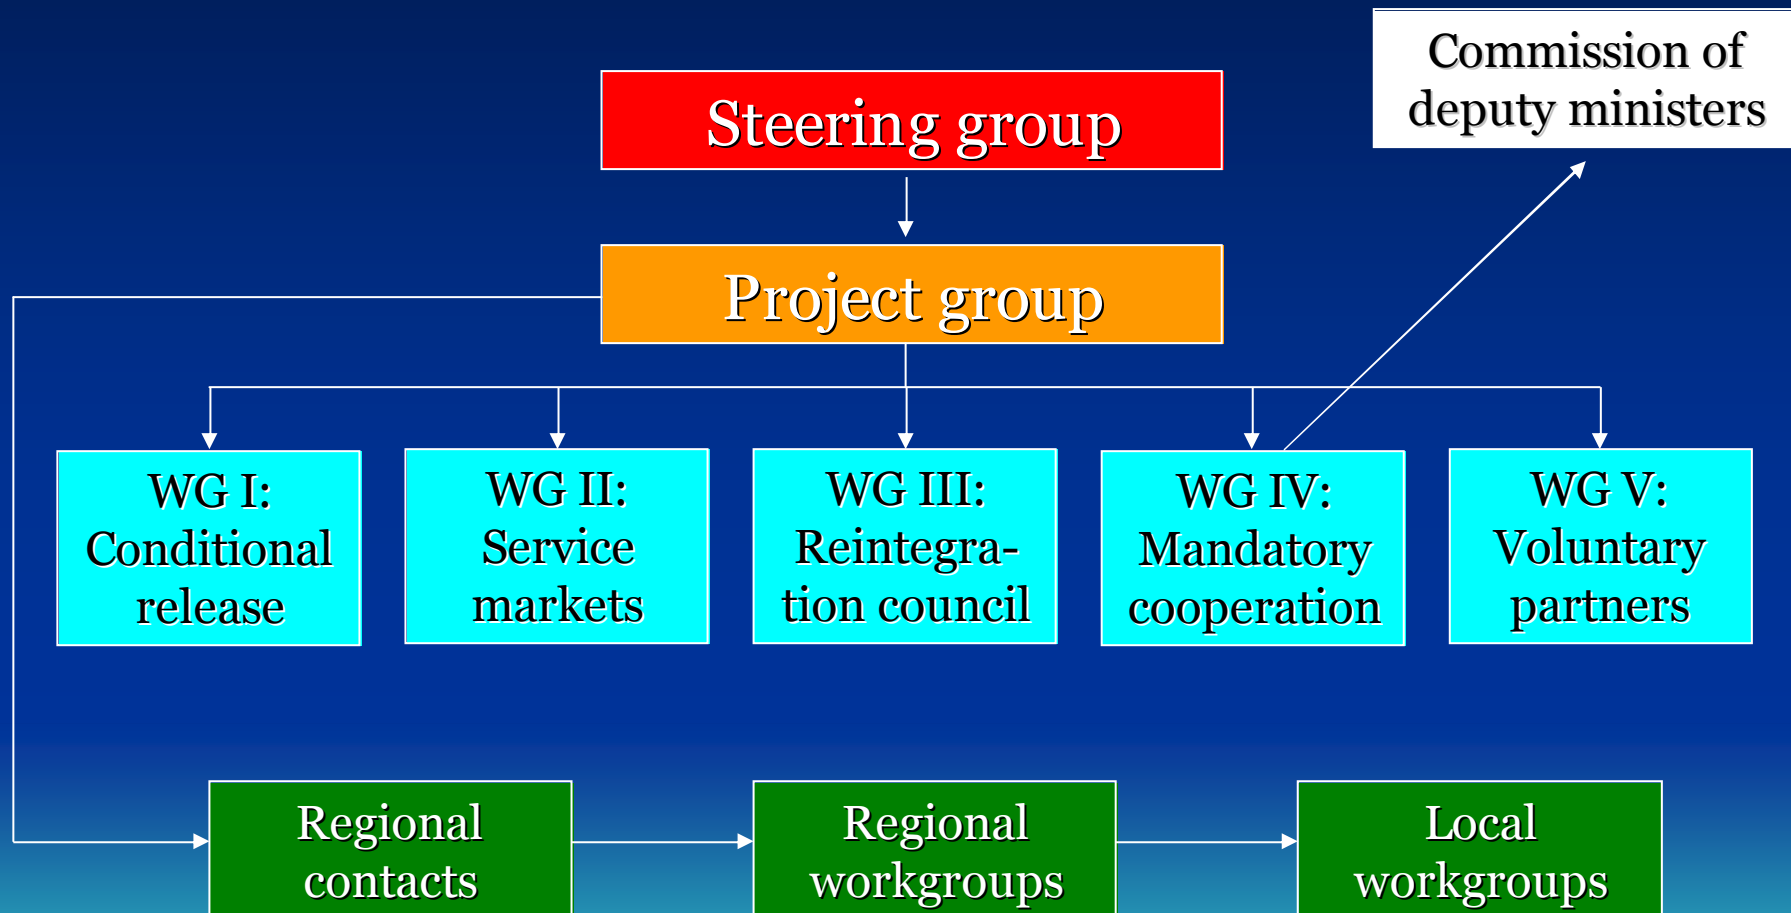 Commission of
deputy ministers
Steering group
Project group
WG I:
Conditional
release
WG II:
Service
markets
WG III:
Reintegra-
tion council
WG IV:
Mandatory
cooperation
WG V:
Voluntary
partners
Regional
contacts
Regional
workgroups
Local
workgroups